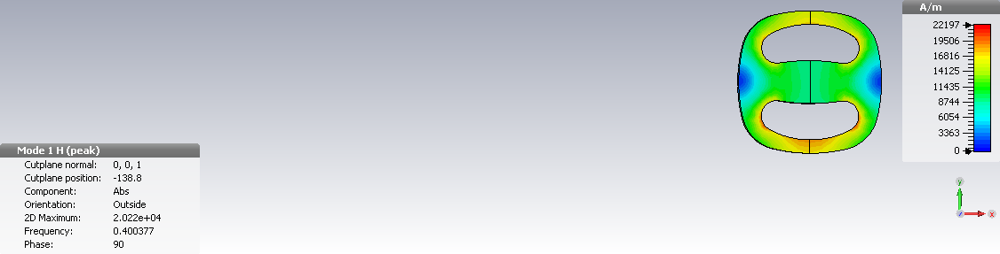 A/m
22197
19506
16816
14125
11435
8744
6054
3363
0
Mode 1 H (peak)
Cutplane normal: 0, 0, 1
Cutplane position: -138.8
Component: Abs
Orientation: Outside
2D Maximum: 2.022e+04
Frequency: 0.400377
Phase: 90
y
z x